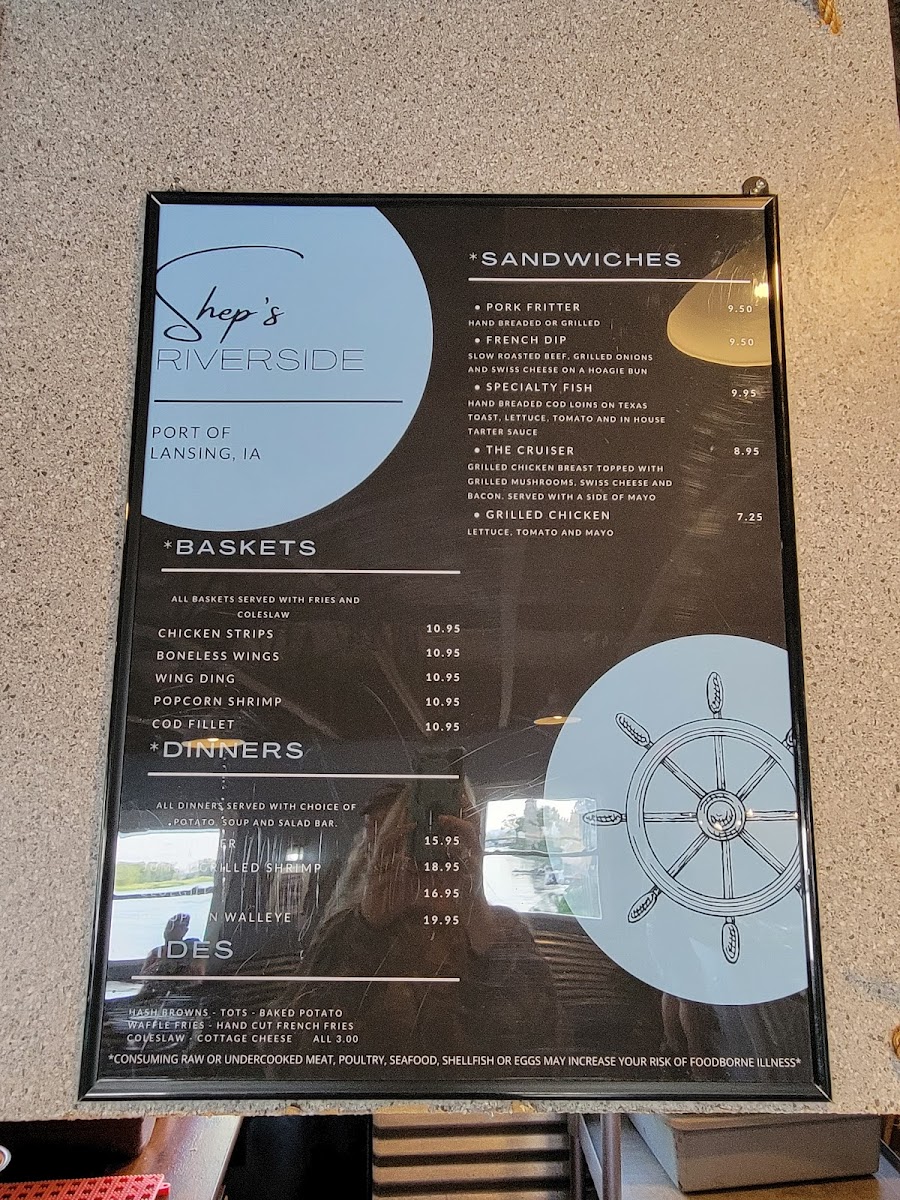 Shep's
RIVERSIDE
PORT OF
LANSING, IA
*BASKETS
ALL BASKETS SERVED WITH FRIES AND
COLESLAW
CHICKEN STRIPS 10.95
BONELESS WINGS 10.95
WING DING 10.95
POPCORN SHRIMP 10.95
COD FILLET 10.95
*DINNERS
ALL DINNERS SERVED WITH CHOICE OF
POTATO, SOUP AND SALAD BAR.
15.95
SHRIMP 18.95
16.95
WALLEYE 19.95
HASH BROWNS - TOTS - BAKED POTATO
WAFFLE FRIES - HAND CUT FRENCH FRIES
COLESLAW - COTTAGE CHEESE ALL 3.00
*SANDWICHES
• PORK FRITTER 9.50
HAND BREADED OR GRILLED
• FRENCH DIP 9.50
SLOW ROASTED BEEF, GRILLED ONIONS
AND SWISS CHEESE ON A HOAGIE BUN
• SPECIALTY FISH 9.95
HAND BREADED COD LOINS ON TEXAS
TOAST, LETTUCE, TOMATO AND IN HOUSE
TARTER SAUCE
• THE CRUISER 8.95
GRILLED CHICKEN BREAST TOPPED WITH
GRILLED MUSHROOMS, SWISS CHEESE AND
BACON. SERVED WITH A SIDE OF MAYO
• GRILLED CHICKEN 7.25
LETTUCE, TOMATO AND MAYO
*CONSUMING RAW OR UNDERCOOKED MEAT, POULTRY, SEAFOOD, SHELLFISH OR EGGS MAY INCREASE YOUR RISK OF FOODBORNE ILLNESS*